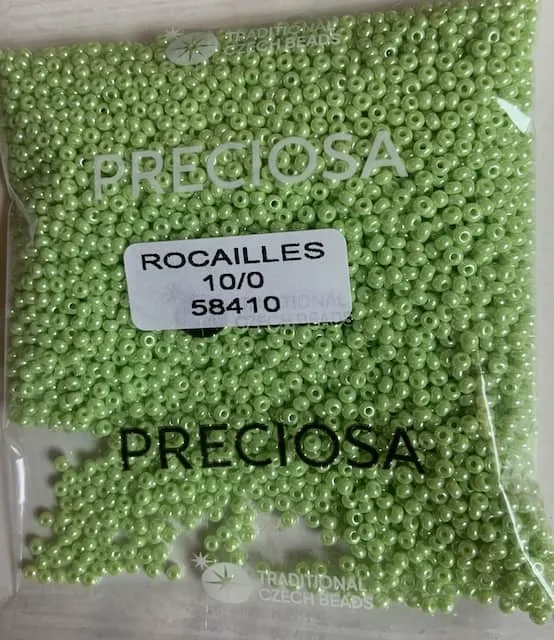 TRADITIONAL
CZECH BEADS
PRECIOSA
ROCAILLES
10/0
58410
TRADITIONAL
CZECH BEADS
PRECIOSA
TRADITIONAL
CZECH BEADS